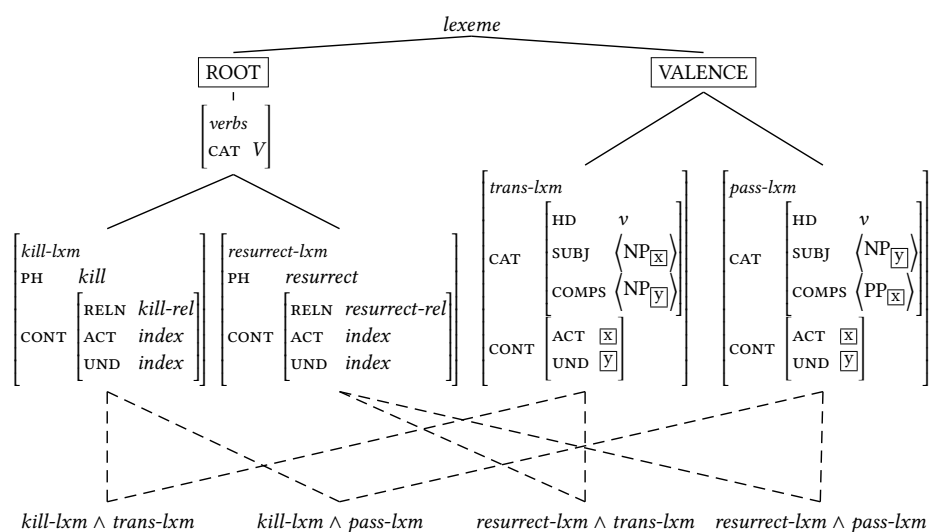 lexeme
ROOT VALENCE
verbs
CAT V
trans-lxm pass-lxm
HD v HD v
kill-lxm resurrect-lxm CAT SUBJ ⟨NP x⟩ CAT SUBJ ⟨NP y⟩
PH kill PH resurrect COMPS ⟨NP y⟩ COMPS ⟨PP x⟩
RELN kill-rel RELN resurrect-rel
CONT ACT index CONT ACT index CONT ACT x CONT ACT x
UND index UND index UND y UND y
kill-lxm ∧ trans-lxm kill-lxm ∧ pass-lxm resurrect-lxm ∧ trans-lxm resurrect-lxm ∧ pass-lxm